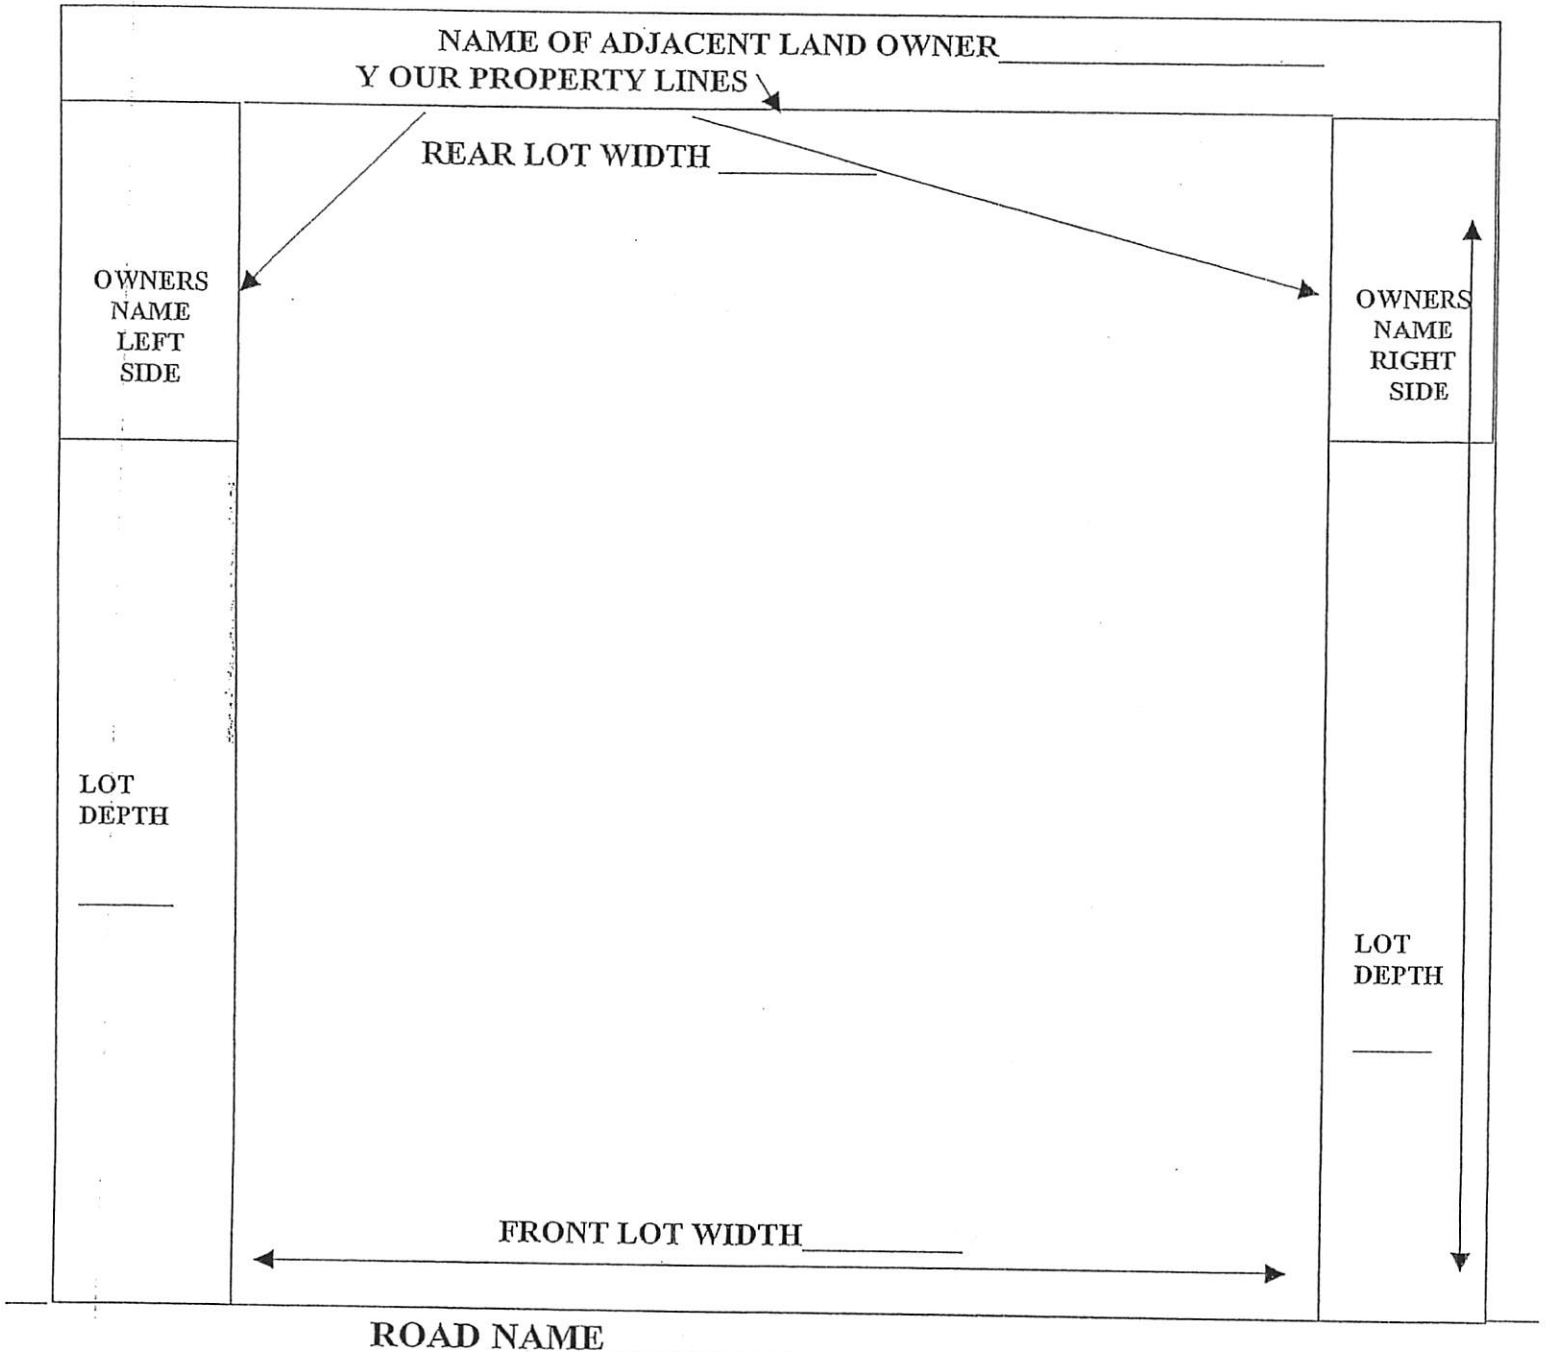 NAME OF ADJACENT LAND OWNER
Y OUR PROPERTY LINES
REAR LOT WIDTH
OWNERS
NAME
LEFT
SIDE
OWNERS
NAME
RIGHT
SIDE
LOT
DEPTH
LOT
DEPTH
FRONT LOT WIDTH
ROAD NAME